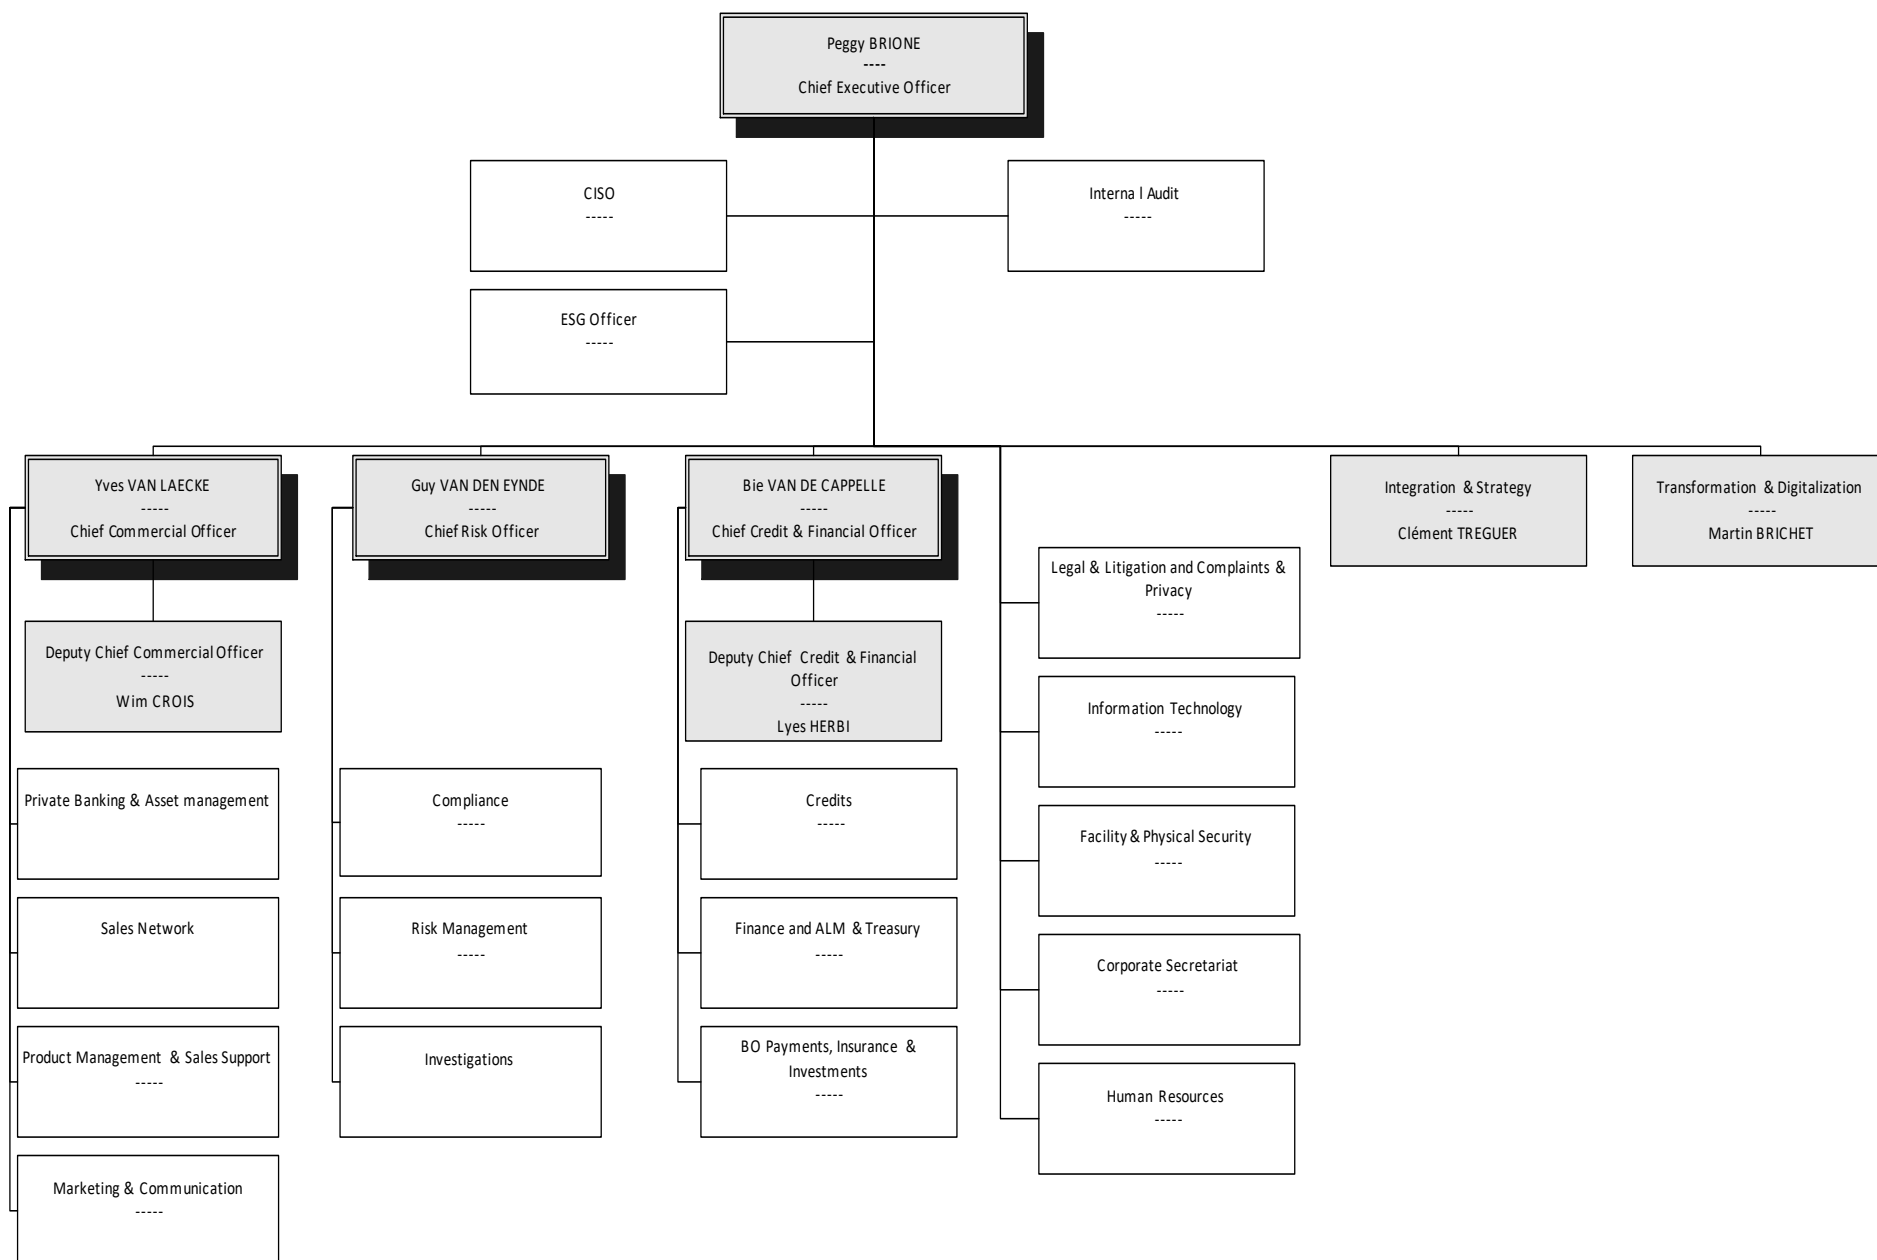 Peggy BRIONE
----
Chief Executive Officer
CISO
-----
Interna l Audit
-----
ESG Officer
-----
Yves VAN LAECKE
-----
Chief Commercial Officer
Guy VAN DEN EYNDE
-----
Chief Risk Officer
Bie VAN DE CAPPELLE
-----
Chief Credit & Financial Officer
Integration & Strategy
-----
Clément TREGUER
Transformation & Digitalization
-----
Martin BRICHET
Deputy Chief Commercial Officer
-----
Wim CROIS
Deputy Chief Credit & Financial
Officer
-----
Lyes HERBI
Legal & Litigation and Complaints &
Privacy
-----
Information Technology
-----
Facility & Physical Security
-----
Corporate Secretariat
-----
Human Resources
-----
Private Banking & Asset management
Sales Network
Product Management & Sales Support
-----
Marketing & Communication
-----
Compliance
-----
Risk Management
-----
Investigations
Credits
-----
Finance and ALM & Treasury
-----
BO Payments, Insurance &
Investments
-----